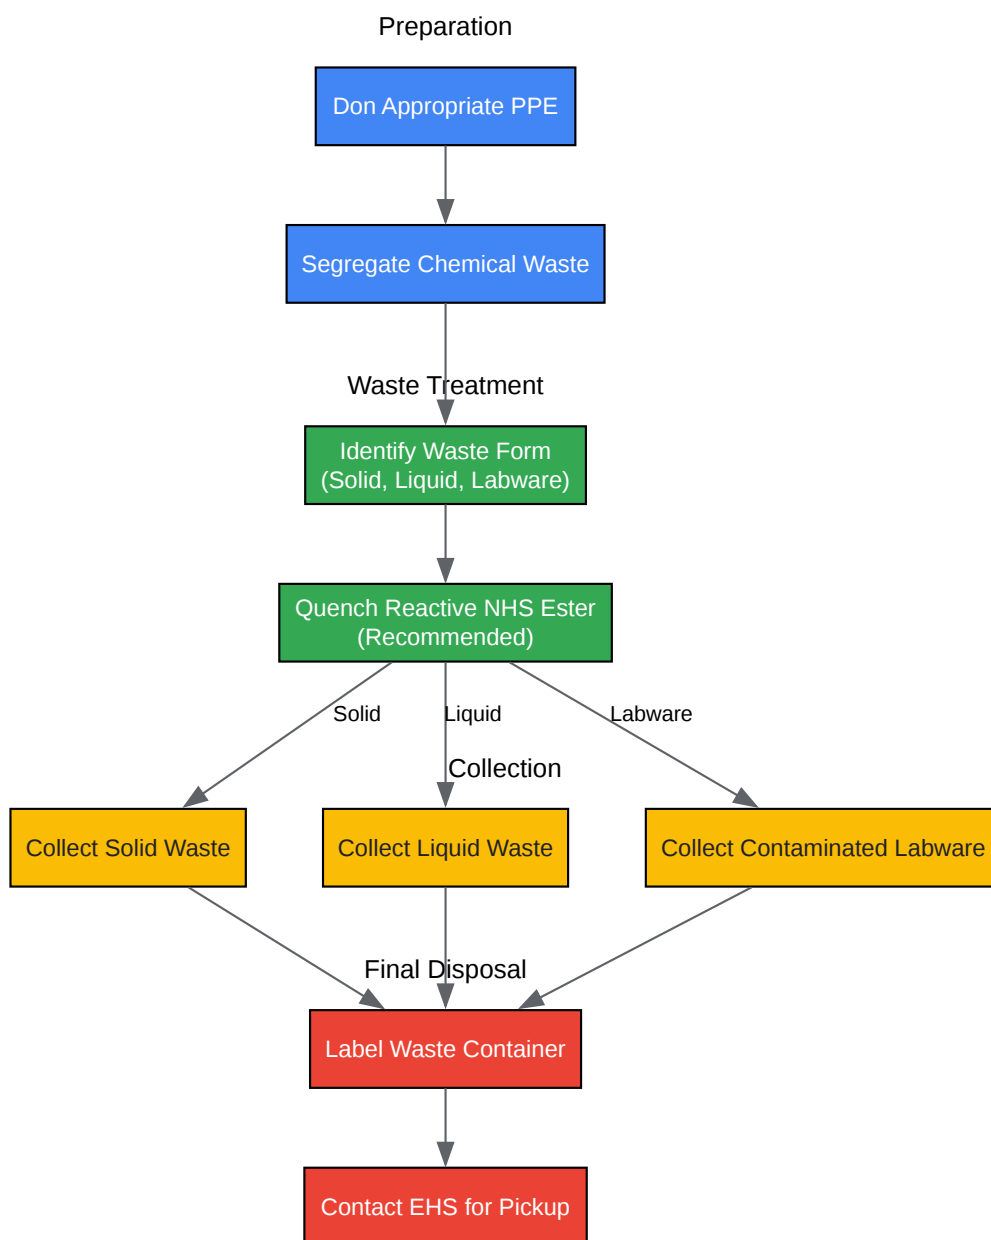 Preparation
Don Appropriate PPE
Segregate Chemical Waste
Waste Treatment
Identify Waste Form
(Solid, Liquid, Labware)
Quench Reactive NHS Ester
(Recommended)
Solid
Liquid
Labware
Collection
Collect Solid Waste
Collect Liquid Waste
Collect Contaminated Labware
Final Disposal
Label Waste Container
Contact EHS for Pickup